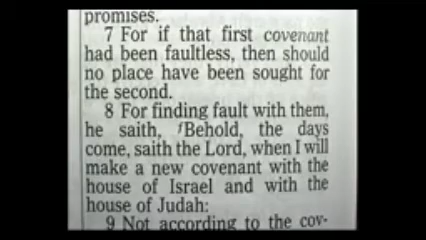 promises.
7 For if that first covenant
had been faultless, then should
no place have been sought for
the second.
8 For finding fault with them,
he saith, Behold, the days
come, saith the Lord, when I will
make a new covenant with the
house of Israel and with the
house of Judah:
9 Not according to the cov-